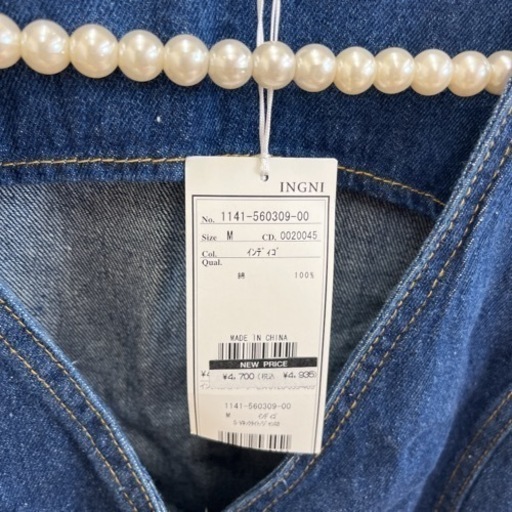 INGNI
No. 1141-560309-00
Size M CD. 0020045
Col. ｲﾝﾃﾞｨｺﾞ
Qual.
綿 100%
MADE IN CHINA
NEW PRICE
¥4,700 (税込 ¥4,935)
1141-560309-00
M ｲﾝﾃﾞｨｺﾞ